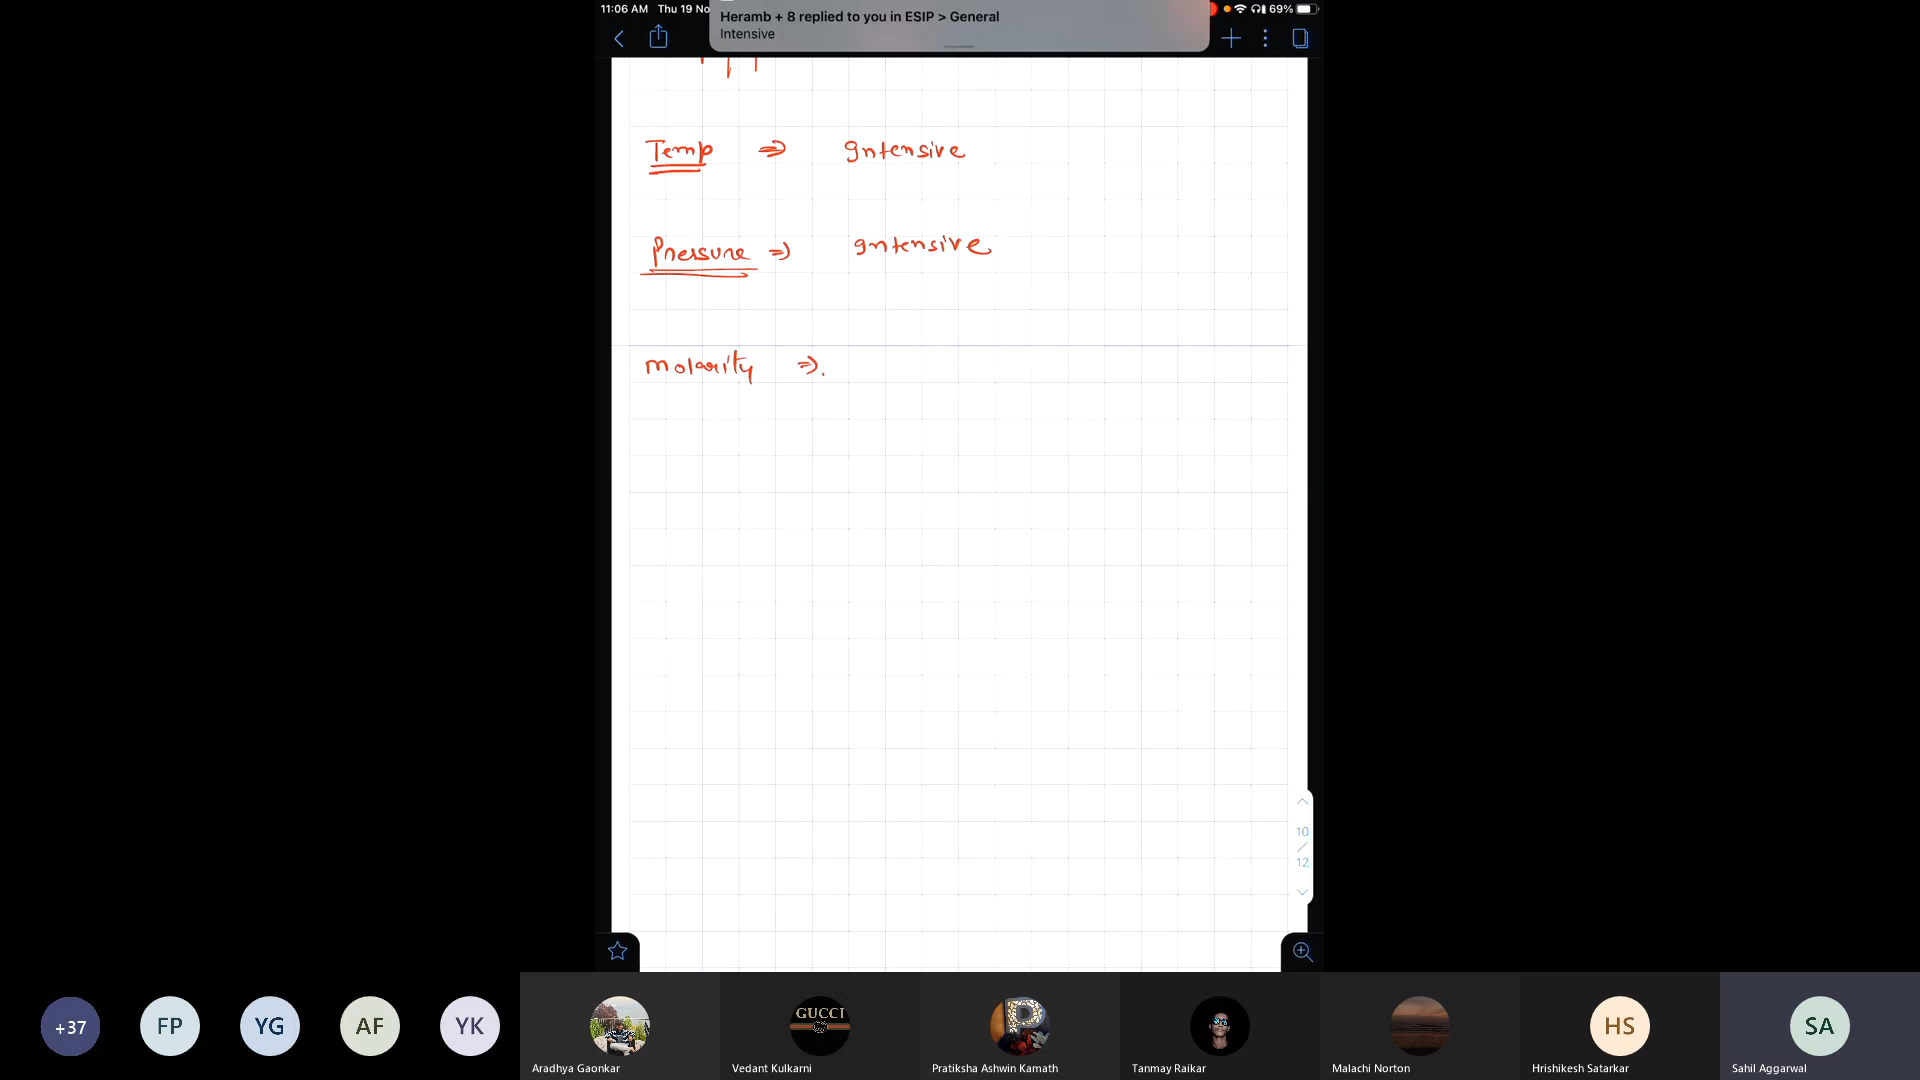 11:06 AM Thu 19 No
Heramb + 8 replied to you in ESIP > General
Intensive
69%
Temp ⇒ Intensive
Pressure ⇒ Intensive
Molarity ⇒.
10
/
12
+37
FP
YG
AF
YK
GUCCI
P
HS
SA
Aradhya Gaonkar
Vedant Kulkarni
Pratiksha Ashwin Kamath
Tanmay Raikar
Malachi Norton
Hrishikesh Satarkar
Sahil Aggarwal